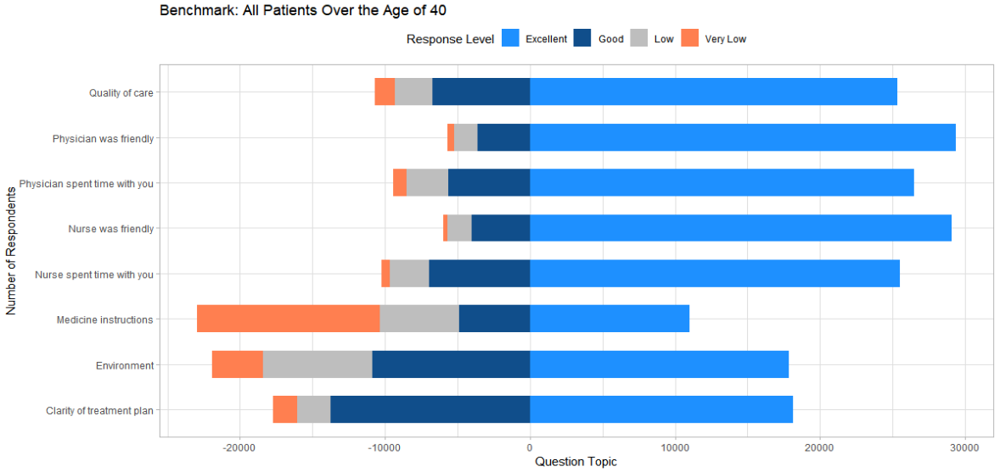 Benchmark: All Patients Over the Age of 40
Response Level Excellent Good Low Very Low
Number of Respondents
Quality of care
Physician was friendly
Physician spent time with you
Nurse was friendly
Nurse spent time with you
Medicine instructions
Environment
Clarity of treatment plan
-20000 -10000 0 10000 20000 30000
Question Topic